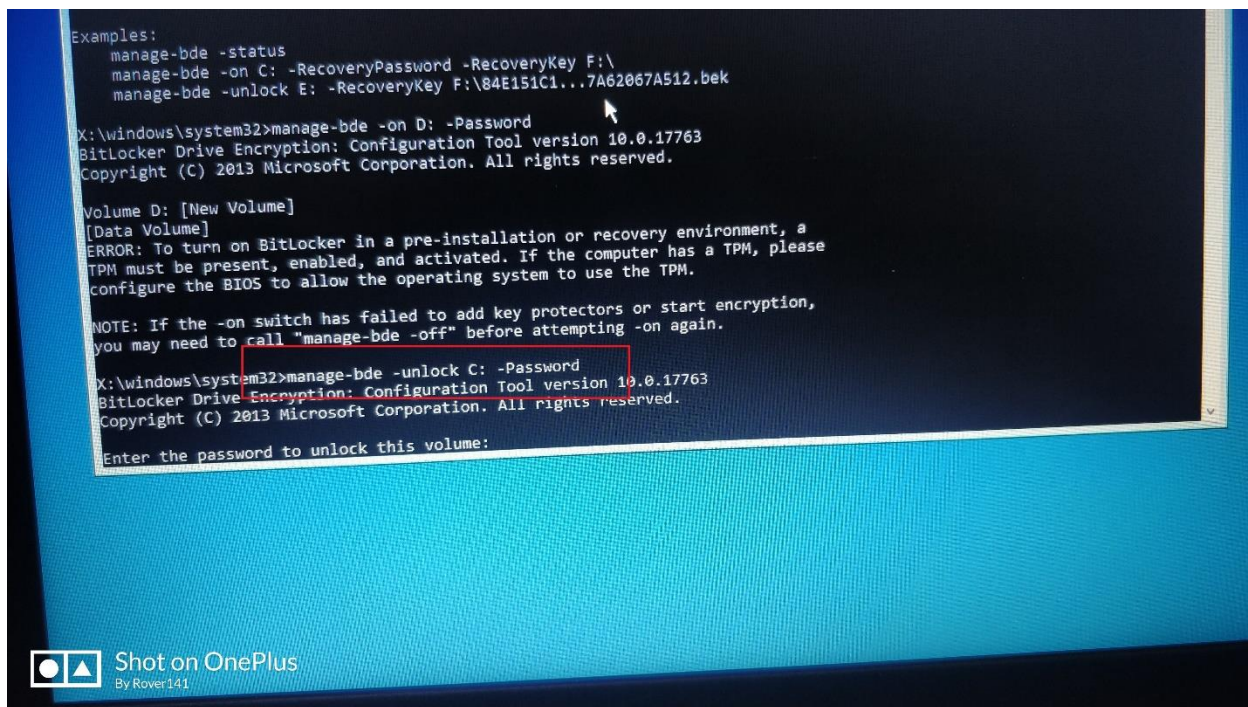 Examples:
manage-bde -status
manage-bde -on C: -RecoveryPassword -RecoveryKey F:\
manage-bde -unlock E: -RecoveryKey F:\84E151C1...7A62067A512.bek
X:\windows\system32>manage-bde -on D: -Password
BitLocker Drive Encryption: Configuration Tool version 10.0.17763
Copyright (C) 2013 Microsoft Corporation. All rights reserved.
Volume D: [New Volume]
[Data Volume]
ERROR: To turn on BitLocker in a pre-installation or recovery environment, a
TPM must be present, enabled, and activated. If the computer has a TPM, please
configure the BIOS to allow the operating system to use the TPM.
NOTE: If the -on switch has failed to add key protectors or start encryption,
you may need to call "manage-bde -off" before attempting -on again.
X:\windows\system32>manage-bde -unlock C: -Password
BitLocker Drive Encryption: Configuration Tool version 10.0.17763
Copyright (C) 2013 Microsoft Corporation. All rights reserved.
Enter the password to unlock this volume:
Shot on OnePlus
By Rover141